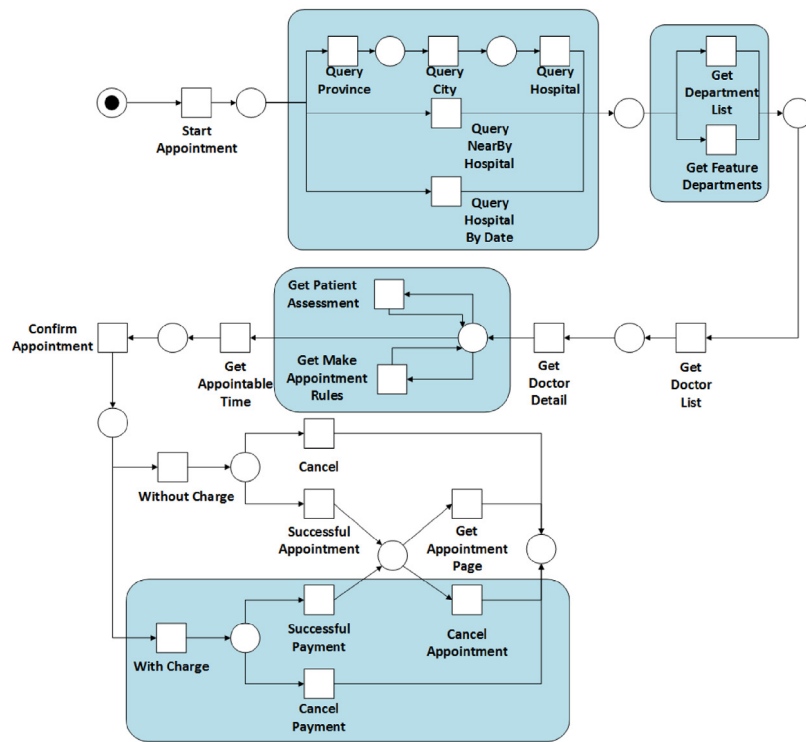 Query
Province
Query
City
Query
Hospital
Start
Appointment
Query
NearBy
Hospital
Query
Hospital
By Date
Get
Department
List
Get Feature
Departments
Get Patient
Assessment
Confirm
Appointment
Get
Appointable
Time
Get Make
Appointment
Rules
Get
Doctor
Detail
Get
Doctor
List
Without Charge
Cancel
Successful
Appointment
Get
Appointment
Page
With Charge
Successful
Payment
Cancel
Appointment
Cancel
Payment